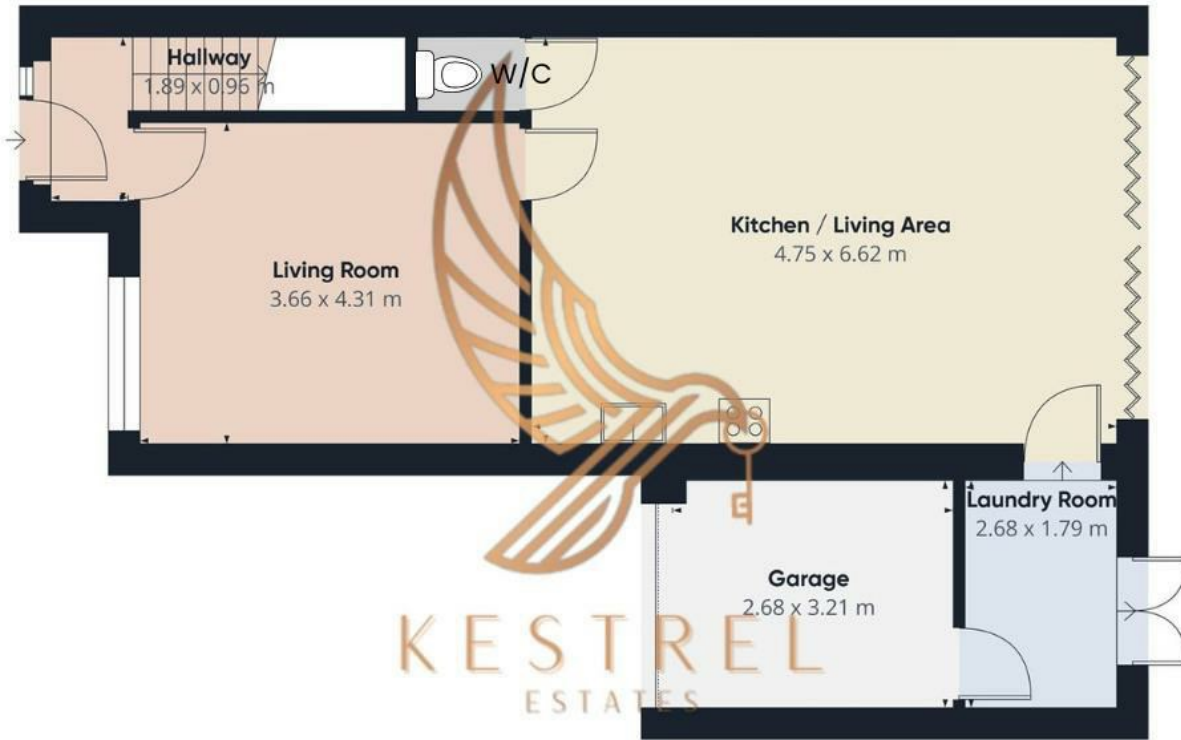 Hallway
1.89 x 0.96 m
W/C
Kitchen / Living Area
4.75 x 6.62 m
Living Room
3.66 x 4.31 m
Laundry Room
2.68 x 1.79 m
Garage
2.68 x 3.21 m
KESTREL
ESTATES